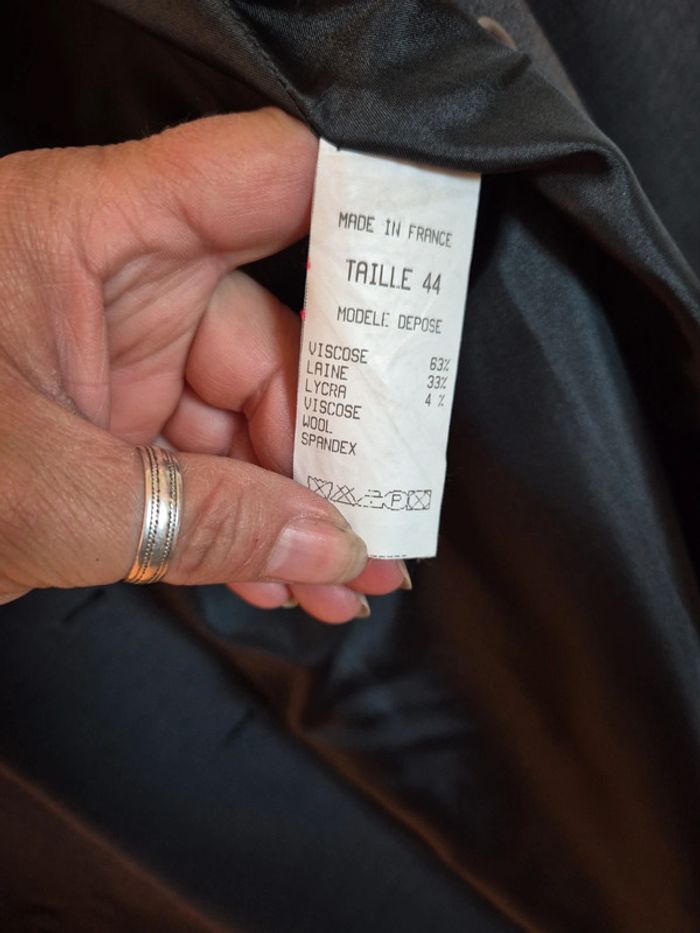 MADE IN FRANCE
TAILLE 44
MODELE DEPOSE
VISCOSE 63%
LAINE 33%
LYCRA 4 %
VISCOSE
WOOL
SPANDEX
P